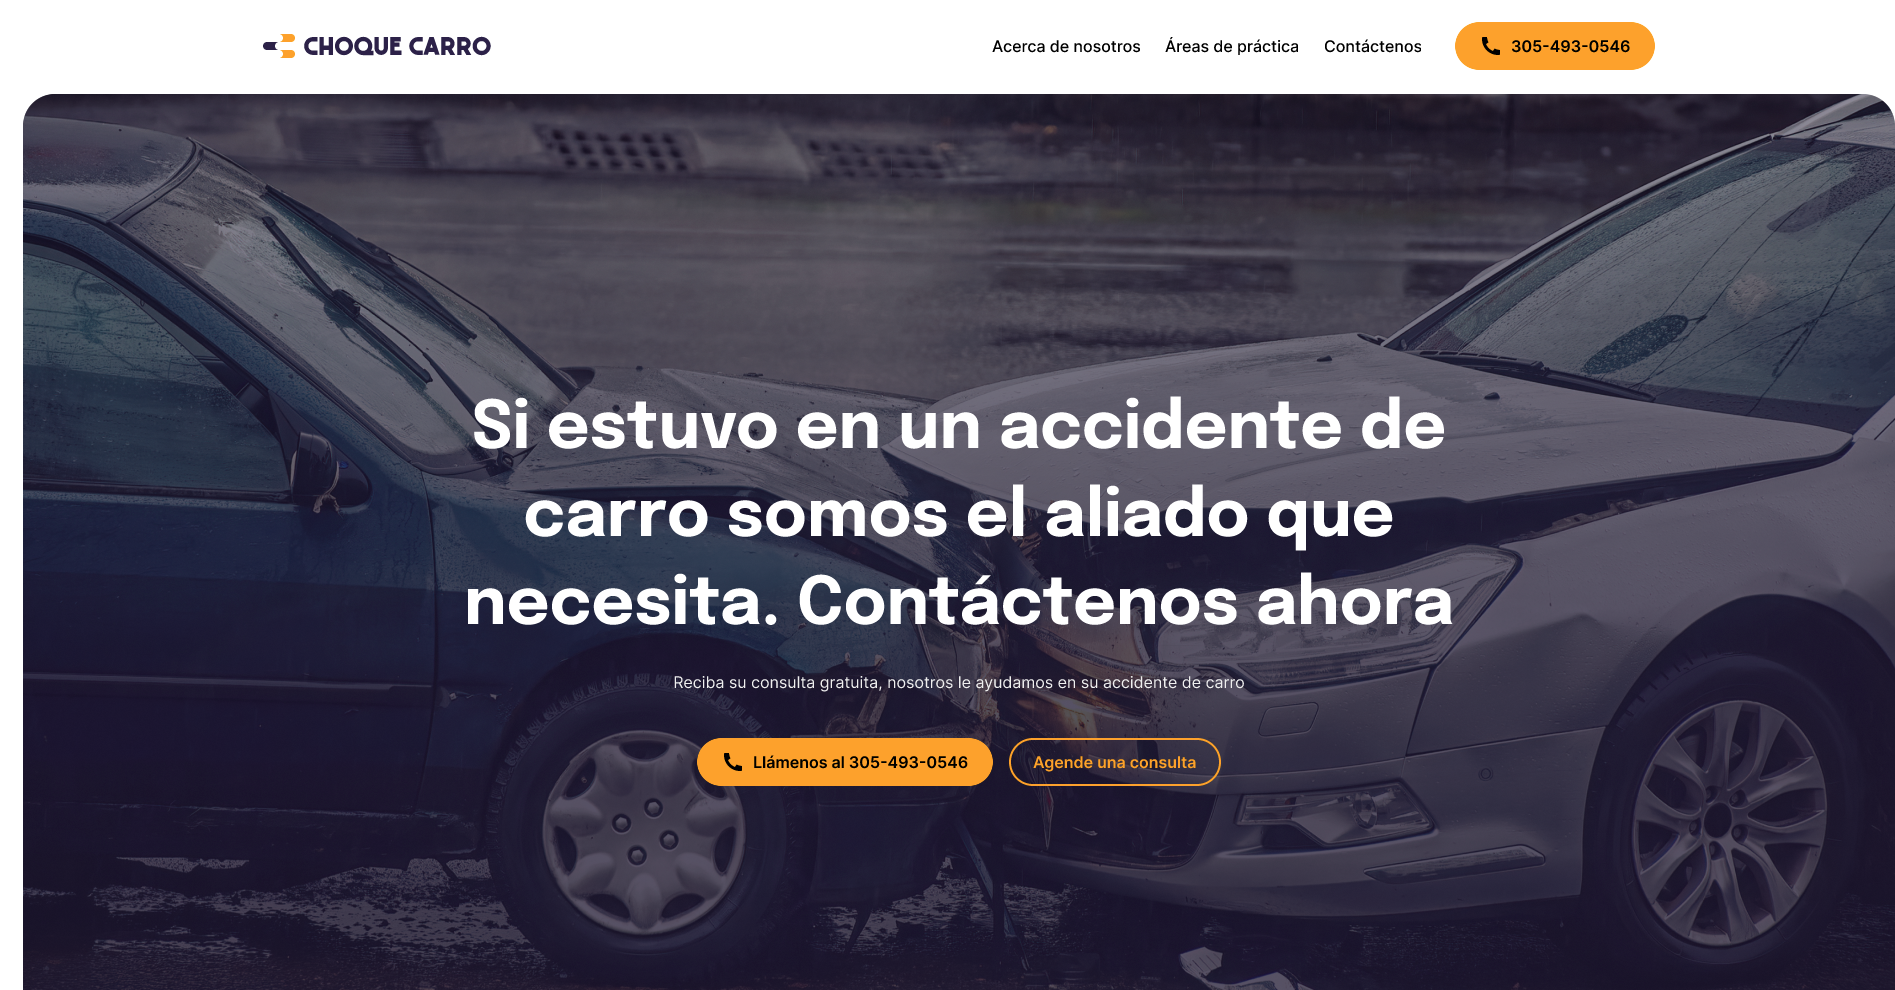 CHOQUE CARRO
Acerca de nosotros
Áreas de práctica
Contáctenos
305-493-0546
Si estuvo en un accidente de
carro somos el aliado que
necesita. Contáctenos ahora
Reciba su consulta gratuita, nosotros le ayudamos en su accidente de carro
Llámenos al 305-493-0546
Agende una consulta